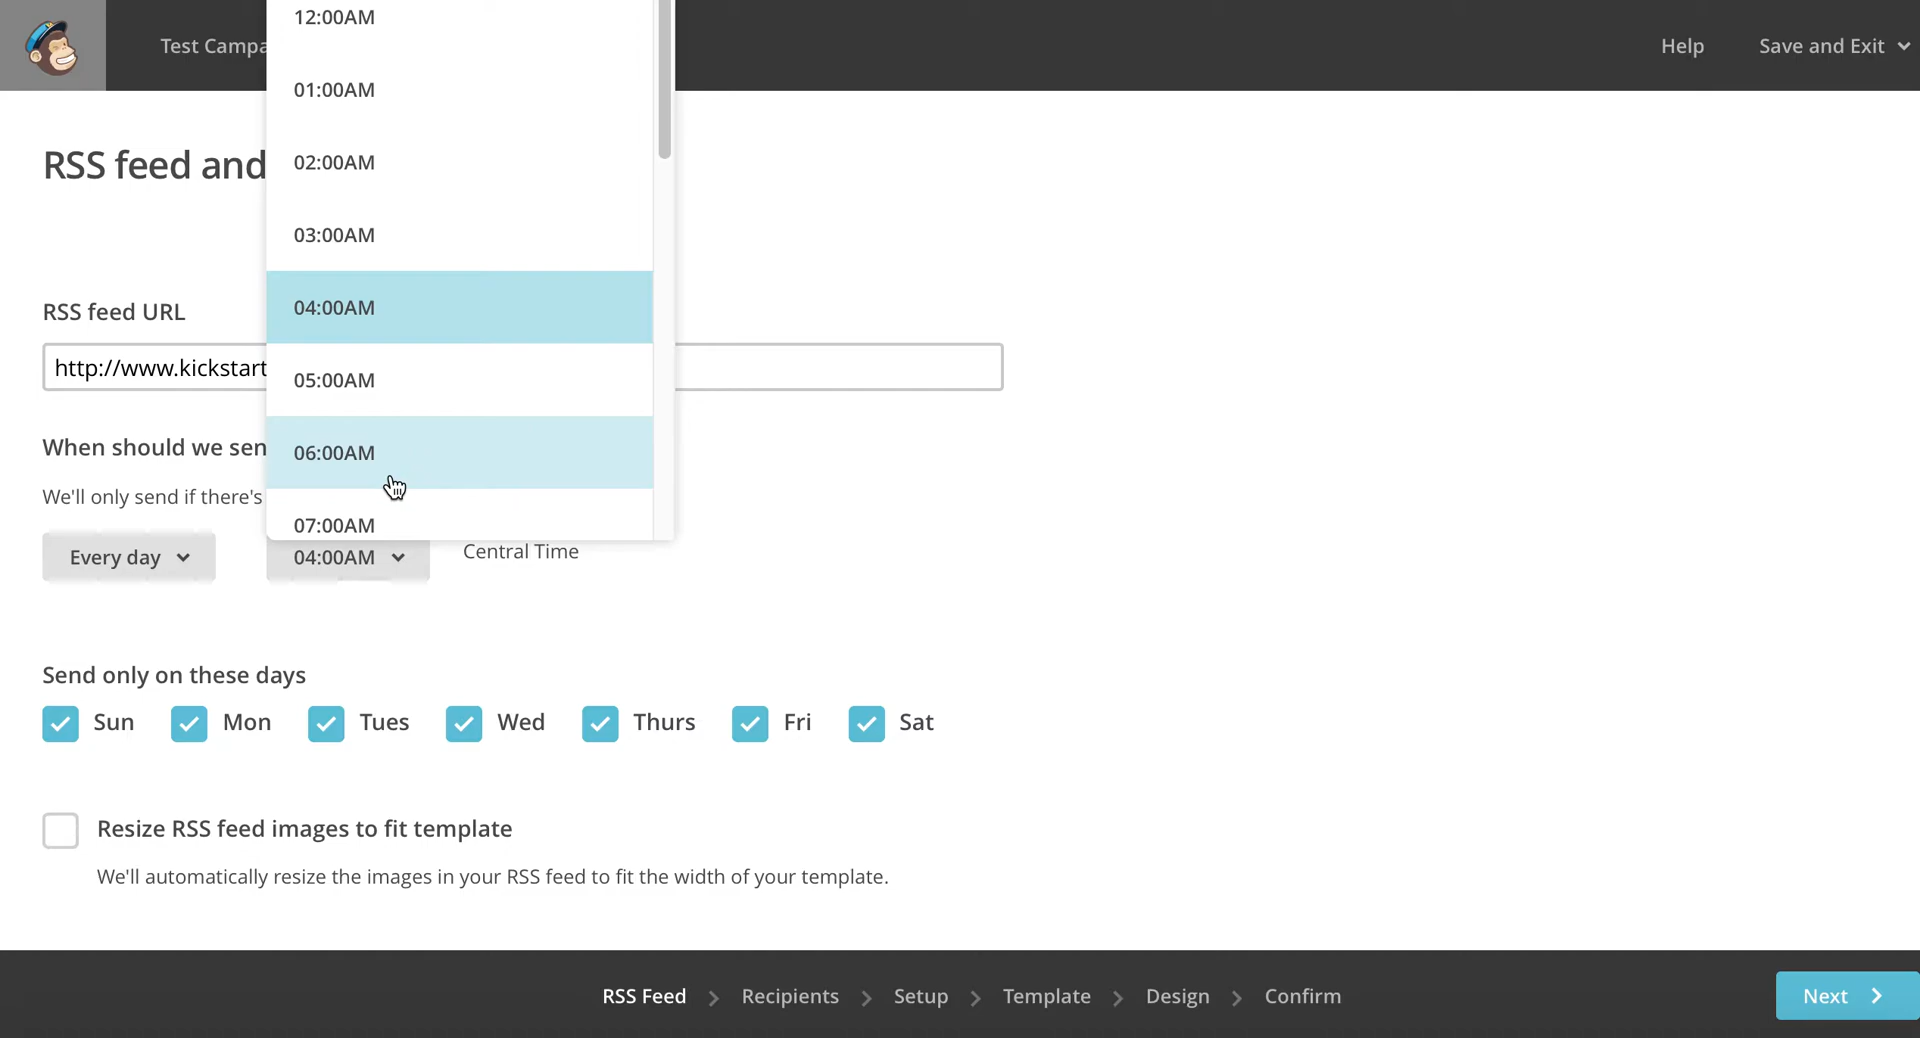 Test Campa
Help
Save and Exit
12:00AM
01:00AM
02:00AM
03:00AM
04:00AM
05:00AM
06:00AM
07:00AM
RSS feed and
RSS feed URL
http://www.kickstart
When should we sen
We'll only send if there's
Every day
04:00AM
Central Time
Send only on these days
Sun Mon Tues Wed Thurs Fri Sat
Resize RSS feed images to fit template
We'll automatically resize the images in your RSS feed to fit the width of your template.
RSS Feed > Recipients > Setup > Template > Design > Confirm
Next >